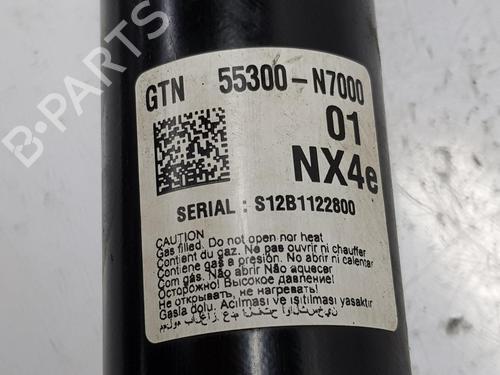 GTN 55300-N7000
01
NX4e
SERIAL : S12B1122800
CAUTION
Gas filled. Do not open nor heat
Contient du gaz. Ne pas ouvrir ni chauffer
Contiene gas a presion. No abrir ni calentar
Com gás. Não abrir Não aquecer
Осторожно! Высокое давление!
Не открывать, не нагревать!
Gasla dolu. Açılması ve ısıtılması yasaktır
B-PARTS